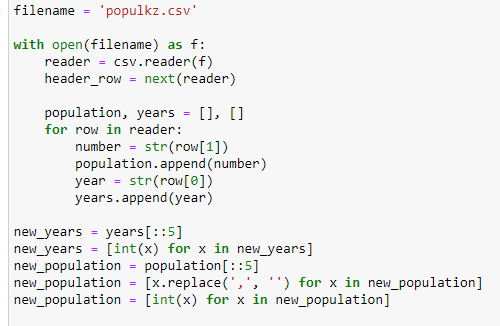 filename = 'populkz.csv'
with open(filename) as f:
    reader = csv.reader(f)
    header_row = next(reader)
    population, years = [], []
    for row in reader:
        number = str(row[1])
        population.append(number)
        year = str(row[0])
        years.append(year)
new_years = years[::5]
new_years = [int(x) for x in new_years]
new_population = population[::5]
new_population = [x.replace(',', '') for x in new_population]
new_population = [int(x) for x in new_population]